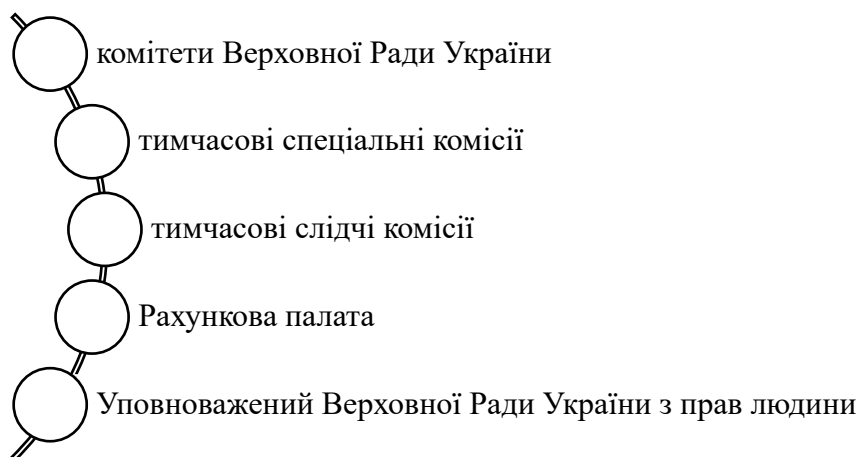 комітети Верховної Ради України
тимчасові спеціальні комісії
тимчасові слідчі комісії
Рахункова палата
Уповноважений Верховної Ради України з прав людини